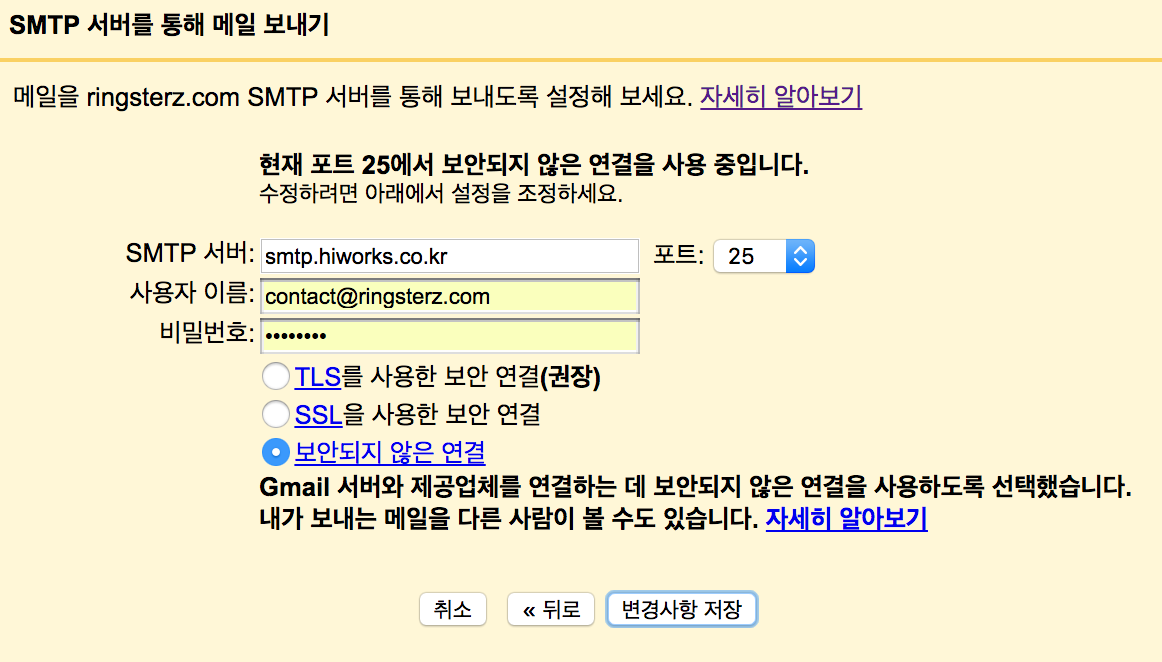 SMTP 서버를 통해 메일 보내기
메일을 ringsterz.com SMTP 서버를 통해 보내도록 설정해 보세요. 자세히 알아보기
현재 포트 25에서 보안되지 않은 연결을 사용 중입니다.
수정하려면 아래에서 설정을 조정하세요.
SMTP 서버: smtp.hiworks.co.kr 포트: 25
사용자 이름: contact@ringsterz.com
비밀번호: ••••••••
TLS를 사용한 보안 연결(권장)
SSL을 사용한 보안 연결
보안되지 않은 연결
Gmail 서버와 제공업체를 연결하는 데 보안되지 않은 연결을 사용하도록 선택했습니다.
내가 보내는 메일을 다른 사람이 볼 수도 있습니다. 자세히 알아보기
취소 « 뒤로 변경사항 저장